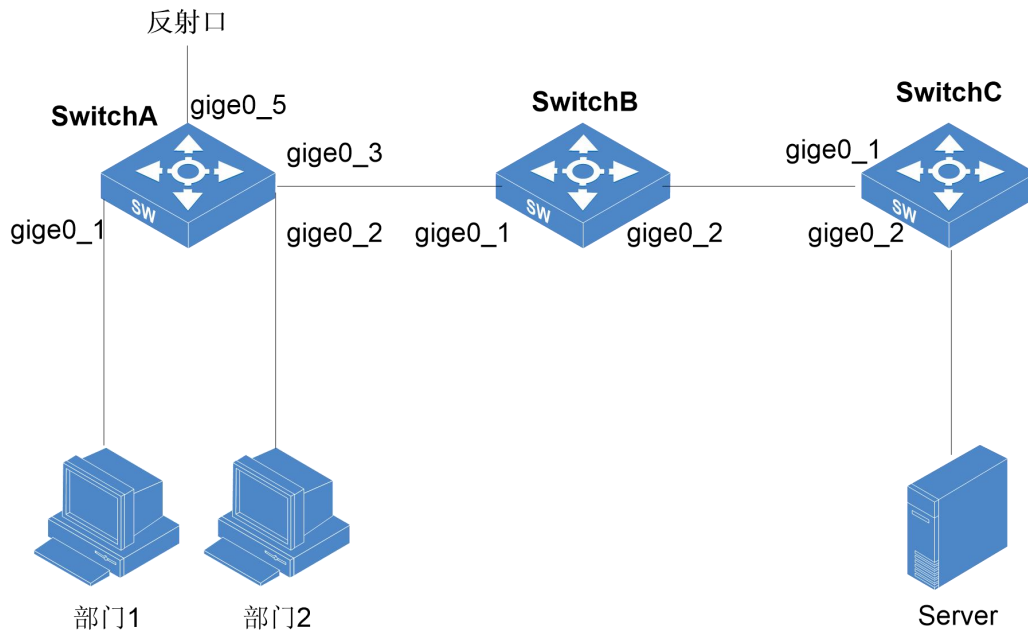 反射口
SwitchA
gige0_5
SwitchB
SwitchC
gige0_3
gige0_1
SW
SW
SW
gige0_1
gige0_2
gige0_1
gige0_2
gige0_2
部门1
部门2
Server